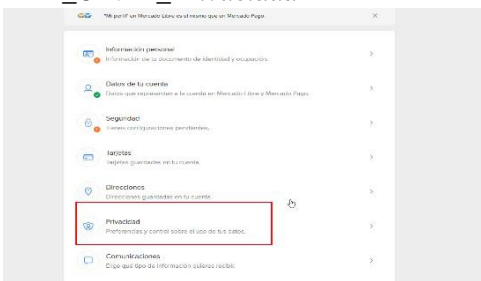 "Mi perfil" en Mercado Libre es el mismo que en Mercado Pago.
Información personal
Información de tu documento de identidad y ocupación.
Datos de tu cuenta
Datos que representan a la cuenta en Mercado Libre y Mercado Pago.
Seguridad
Tienes configuraciones pendientes.
Tarjetas
Tarjetas guardadas en tu cuenta.
Direcciones
Direcciones guardadas en tu cuenta.
Privacidad
Preferencias y control sobre el uso de tus datos.
Comunicaciones
Elige qué tipo de información quieres recibir.